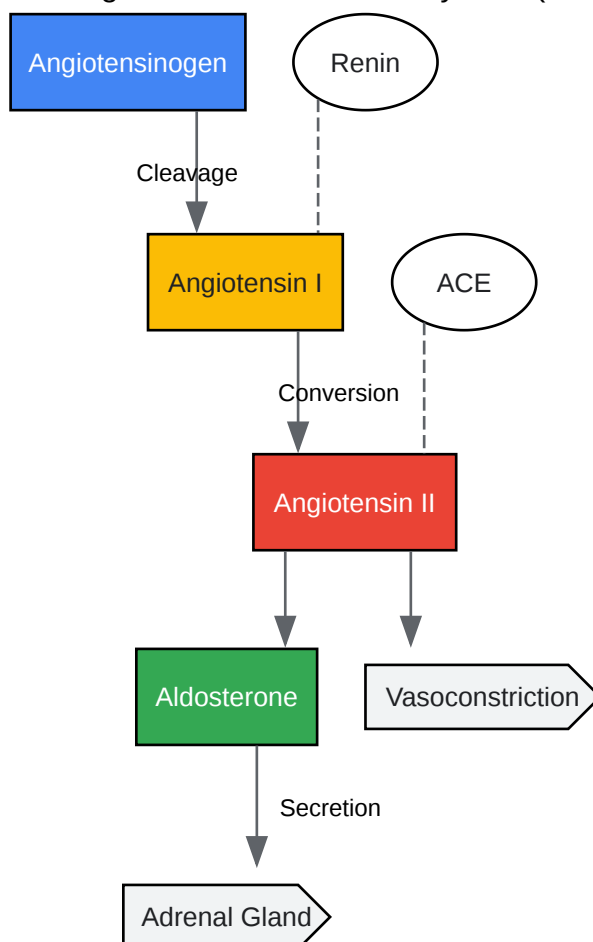 Angiotensinogen
Renin
Cleavage
Angiotensin I
ACE
Conversion
Angiotensin II
Aldosterone
Vasoconstriction
Secretion
Adrenal Gland